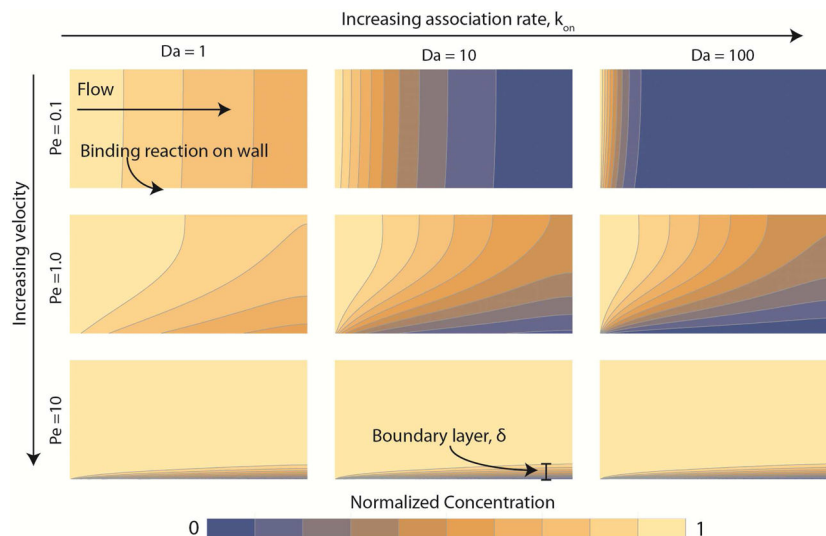 Increasing association rate, kon
Da = 1
Da = 10
Da = 100
Increasing velocity
Pe = 0.1
Flow
Binding reaction on wall
Pe = 1.0
Pe = 10
Boundary layer, δ
Normalized Concentration
0
1